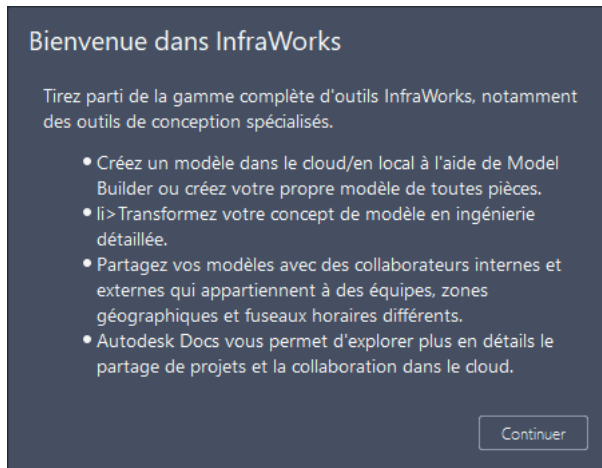 Bienvenue dans InfraWorks
Tirez parti de la gamme complète d'outils InfraWorks, notamment
des outils de conception spécialisés.
• Créez un modèle dans le cloud/en local à l'aide de Model
Builder ou créez votre propre modèle de toutes pièces.
• li>Transformez votre concept de modèle en ingénierie
détaillée.
• Partagez vos modèles avec des collaborateurs internes et
externes qui appartiennent à des équipes, zones
géographiques et fuseaux horaires différents.
• Autodesk Docs vous permet d'explorer plus en détails le
partage de projets et la collaboration dans le cloud.
Continuer